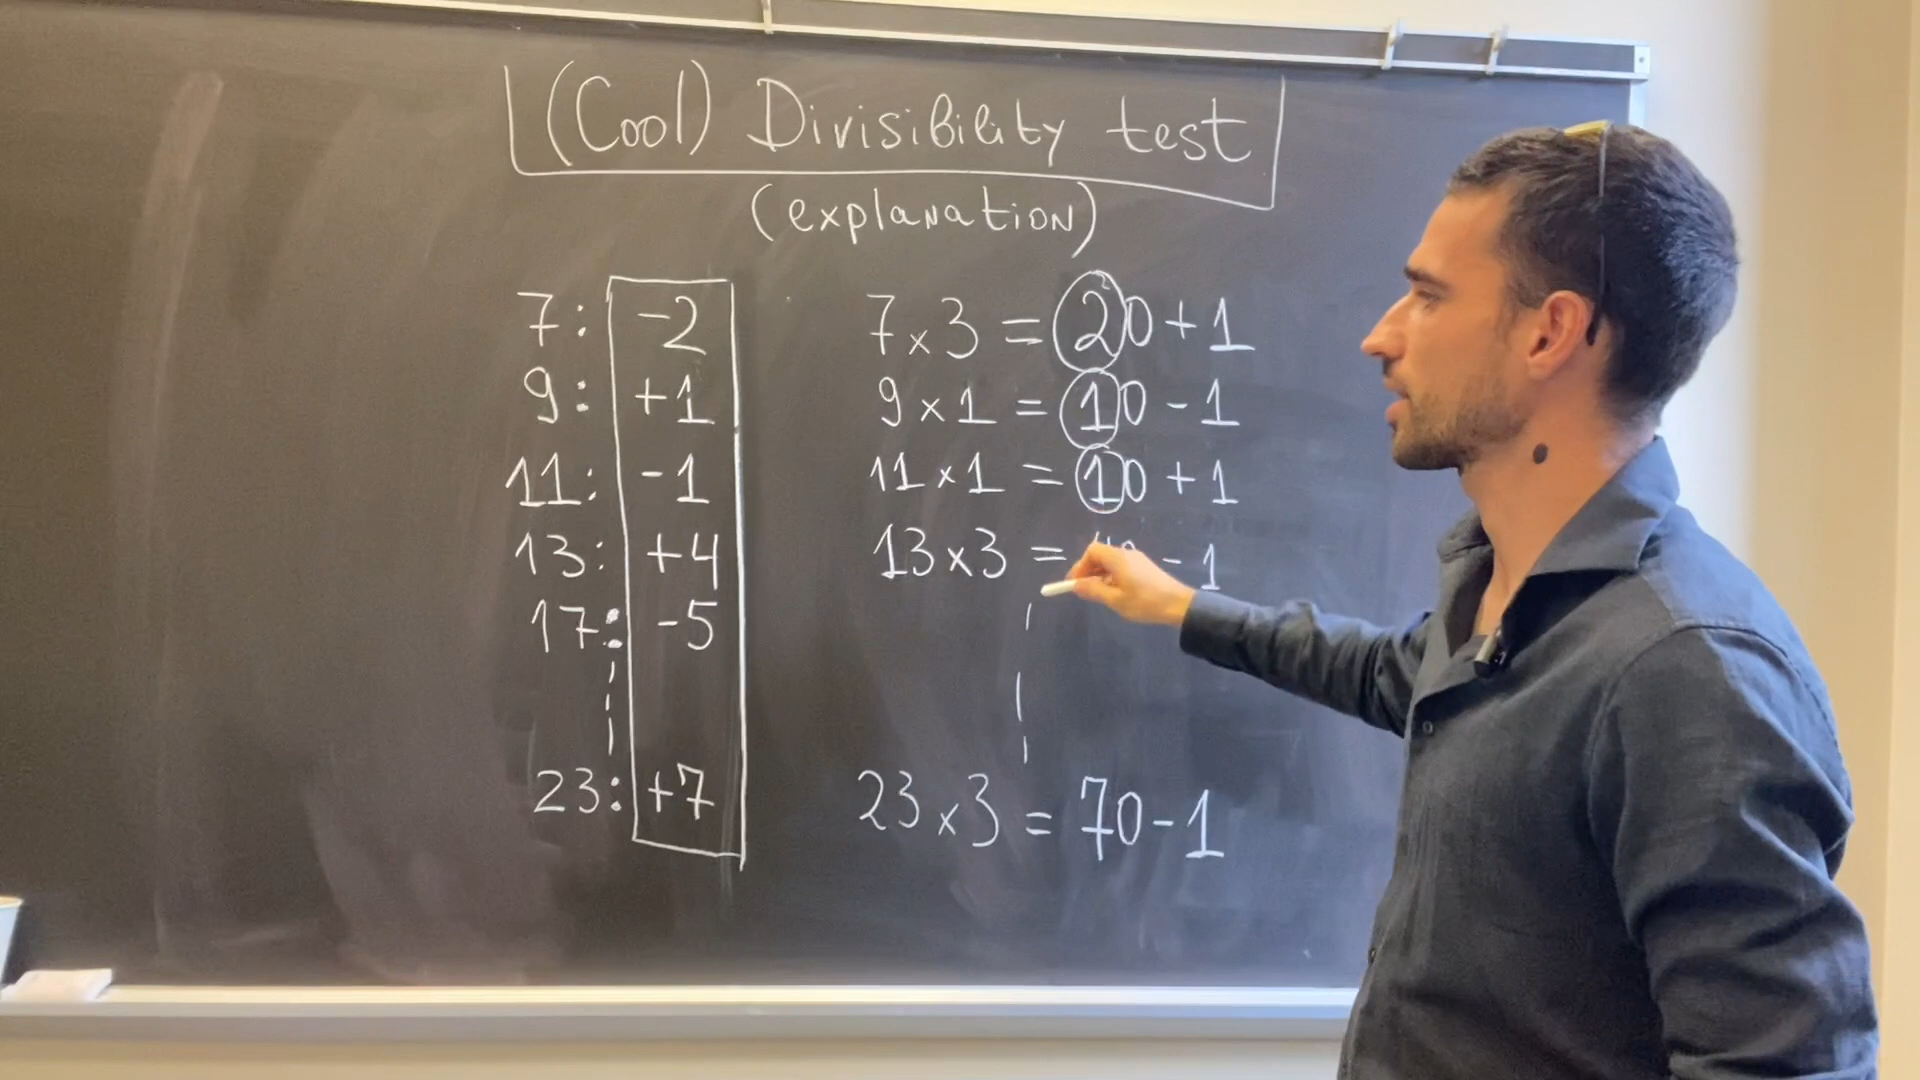 (Cool) Divisibility test
(explanation)
7: -2
9: +1
11: -1
13: +4
17: -5
23: +7
7 x 3 = 20 + 1
9 x 1 = 10 - 1
11 x 1 = 10 + 1
13 x 3 = - 1
23 x 3 = 70 - 1